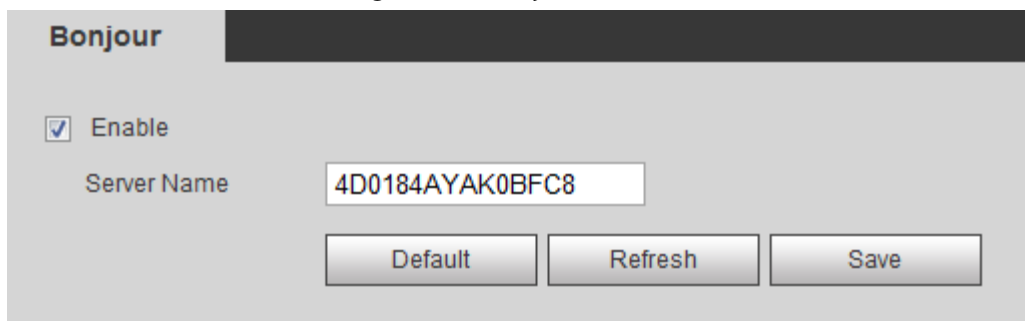 Bonjour
Enable
Server Name 4D0184AYAK0BFC8
Default Refresh Save